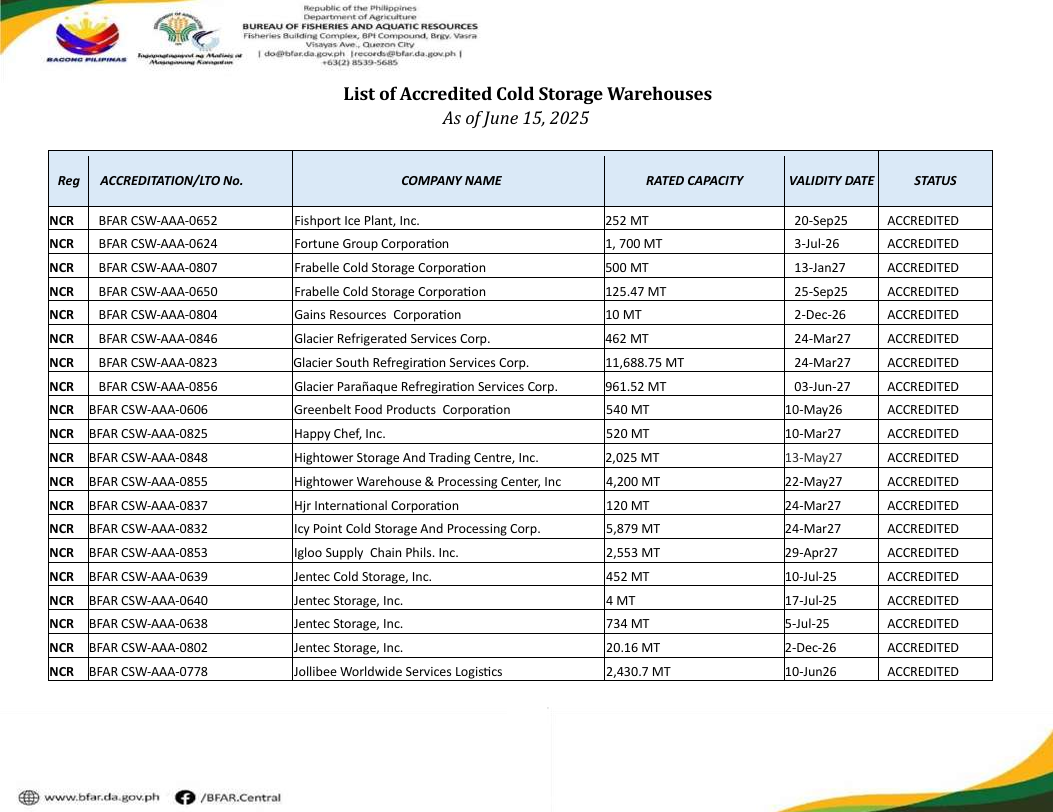 Republic of the Philippines
Department of Agriculture
BUREAU OF FISHERIES AND AQUATIC RESOURCES
Fisheries Building Complex, BPI Compound, Brgy. Vasra
Visayas Ave., Quezon City
| do@bfar.da.gov.ph |records@bfar.da.gov.ph |
+63(2) 8539-5685
BAGONG PILIPINAS
Masaganang Karagatan
List of Accredited Cold Storage Warehouses
As of June 15, 2025
Reg ACCREDITATION/LTO No. COMPANY NAME RATED CAPACITY VALIDITY DATE STATUS
NCR BFAR CSW-AAA-0652 Fishport Ice Plant, Inc. 252 MT 20-Sep25 ACCREDITED
NCR BFAR CSW-AAA-0624 Fortune Group Corporation 1, 700 MT 3-Jul-26 ACCREDITED
NCR BFAR CSW-AAA-0807 Frabelle Cold Storage Corporation 500 MT 13-Jan27 ACCREDITED
NCR BFAR CSW-AAA-0650 Frabelle Cold Storage Corporation 125.47 MT 25-Sep25 ACCREDITED
NCR BFAR CSW-AAA-0804 Gains Resources Corporation 10 MT 2-Dec-26 ACCREDITED
NCR BFAR CSW-AAA-0846 Glacier Refrigerated Services Corp. 462 MT 24-Mar27 ACCREDITED
NCR BFAR CSW-AAA-0823 Glacier South Refregiration Services Corp. 11,688.75 MT 24-Mar27 ACCREDITED
NCR BFAR CSW-AAA-0856 Glacier Parañaque Refregiration Services Corp. 961.52 MT 03-Jun-27 ACCREDITED
NCR BFAR CSW-AAA-0606 Greenbelt Food Products Corporation 540 MT 10-May26 ACCREDITED
NCR BFAR CSW-AAA-0825 Happy Chef, Inc. 520 MT 10-Mar27 ACCREDITED
NCR BFAR CSW-AAA-0848 Hightower Storage And Trading Centre, Inc. 2,025 MT 13-May27 ACCREDITED
NCR BFAR CSW-AAA-0855 Hightower Warehouse & Processing Center, Inc 4,200 MT 22-May27 ACCREDITED
NCR BFAR CSW-AAA-0837 Hjr International Corporation 120 MT 24-Mar27 ACCREDITED
NCR BFAR CSW-AAA-0832 Icy Point Cold Storage And Processing Corp. 5,879 MT 24-Mar27 ACCREDITED
NCR BFAR CSW-AAA-0853 Igloo Supply Chain Phils. Inc. 2,553 MT 29-Apr27 ACCREDITED
NCR BFAR CSW-AAA-0639 Jentec Cold Storage, Inc. 452 MT 10-Jul-25 ACCREDITED
NCR BFAR CSW-AAA-0640 Jentec Storage, Inc. 4 MT 17-Jul-25 ACCREDITED
NCR BFAR CSW-AAA-0638 Jentec Storage, Inc. 734 MT 5-Jul-25 ACCREDITED
NCR BFAR CSW-AAA-0802 Jentec Storage, Inc. 20.16 MT 2-Dec-26 ACCREDITED
NCR BFAR CSW-AAA-0778 Jollibee Worldwide Services Logistics 2,430.7 MT 10-Jun26 ACCREDITED
www.bfar.da.gov.ph /BFAR.Central